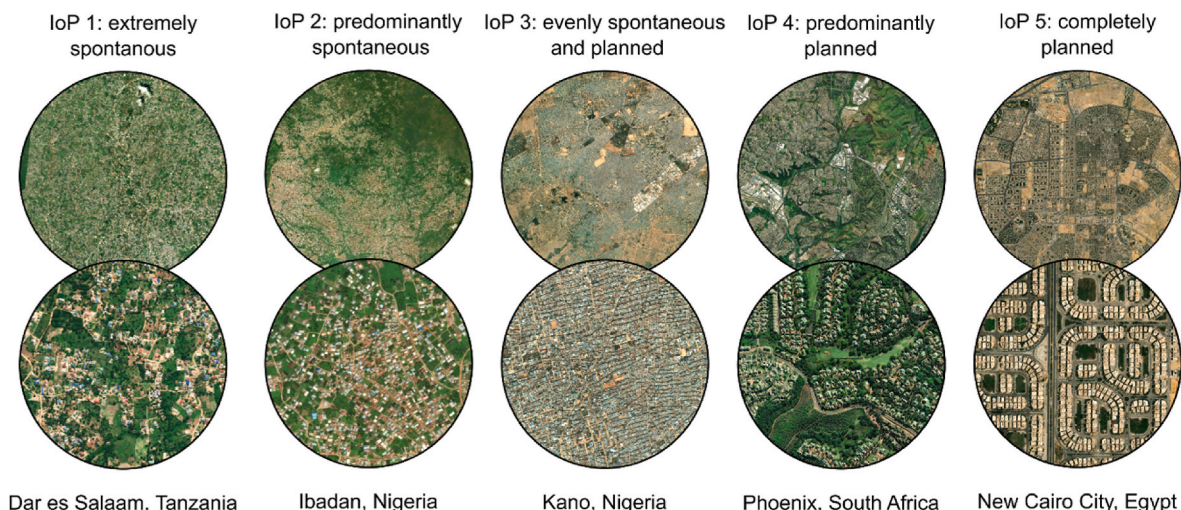 IoP 1: extremely
spontanous
IoP 2: predominantly
spontaneous
IoP 3: evenly spontaneous
and planned
IoP 4: predominantly
planned
IoP 5: completely
planned
Dar es Salaam, Tanzania
Ibadan, Nigeria
Kano, Nigeria
Phoenix, South Africa
New Cairo City, Egypt